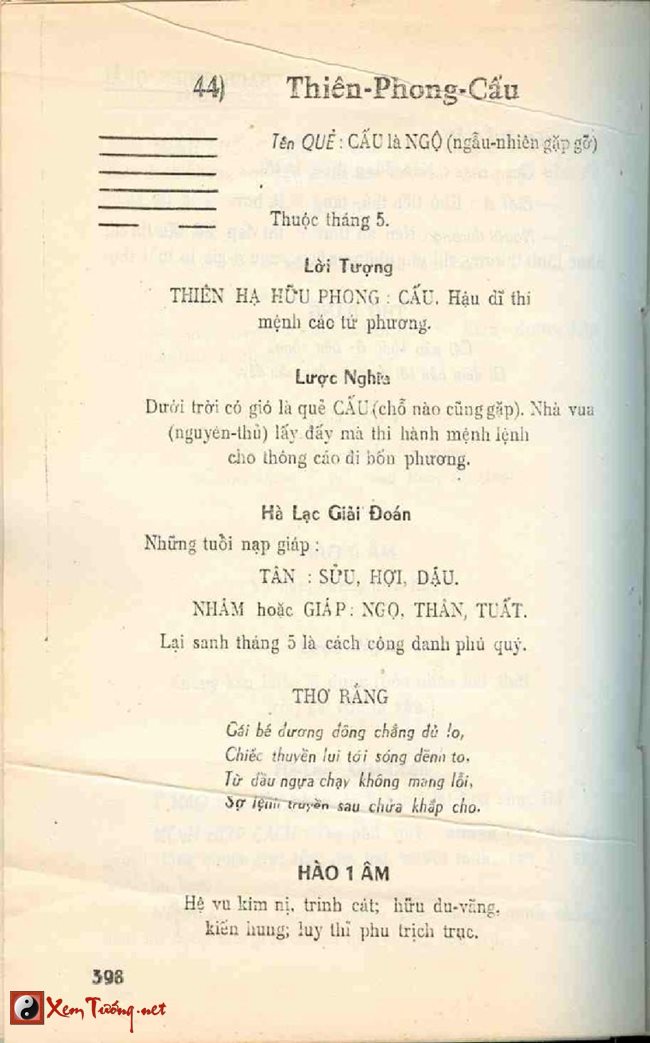 44) Thiên-Phong-Cấu
Tên QUẺ : CẤU là NGỘ (ngẫu-nhiên gặp gỡ)
Thuộc tháng 5.
Lời Tượng
THIÊN HẠ HỮU PHONG : CẤU. Hậu dĩ thi
mệnh cáo tứ phương.
Lược Nghĩa
Dưới trời có gió là quẻ CẤU (chỗ nào cũng gặp). Nhà vua
(nguyên-thủ) lấy đấy mà thi hành mệnh lệnh
cho thông cáo đi bốn phương.
Hà Lạc Giải Đoán
Những tuổi nạp giáp :
TÂN : SỬU, HỢI, DẬU.
NHÂM hoặc GIÁP : NGỌ, THÂN, TUẤT.
Lại sanh tháng 5 là cách công danh phú quý.
THƠ RẰNG
Gái bé dương đông chẳng đủ lo,
Chiếc thuyền lui tới sóng dềnh to,
Từ đầu ngựa chạy không mang lỗi,
Sợ lệnh truyền sau chửa khắp cho.
HÀO 1 ÂM
Hệ vu kim nị, trinh cát; hữu du-vãng,
kiến hung; luy thỉ phu trịch trục.
398
XemTướng.net